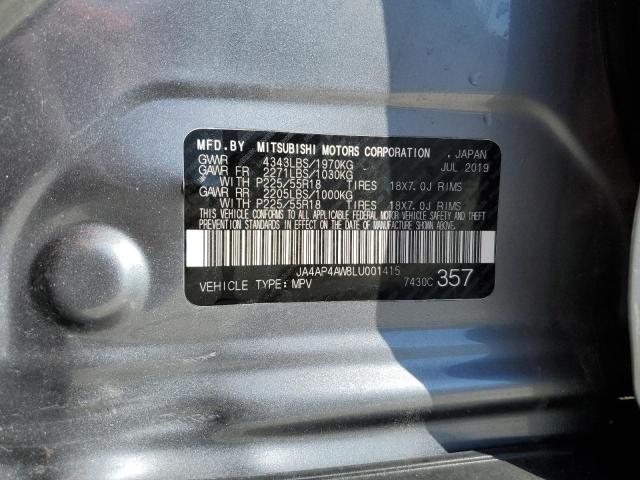 MFD.BY MITSUBISHI MOTORS CORPORATION . JAPAN
GVWR 4343LBS/1970KG JUL 2019
GAWR FR 2271LBS/1030KG
WITH P225/55R18 TIRES 18X7.0J RIMS
GAWR RR 2205LBS/1000KG
WITH P225/55R18 TIRES 18X7.0J RIMS
THIS VEHICLE CONFORMS TO ALL APPLICABLE FEDERAL MOTOR VEHICLE SAFETY AND THEFT
PREVENTION STANDARDS IN EFFECT ON THE DATE OF MANUFACTURE SHOWN ABOVE.
JA4AP4AW8LU001415
VEHICLE TYPE: MPV 7430C 357